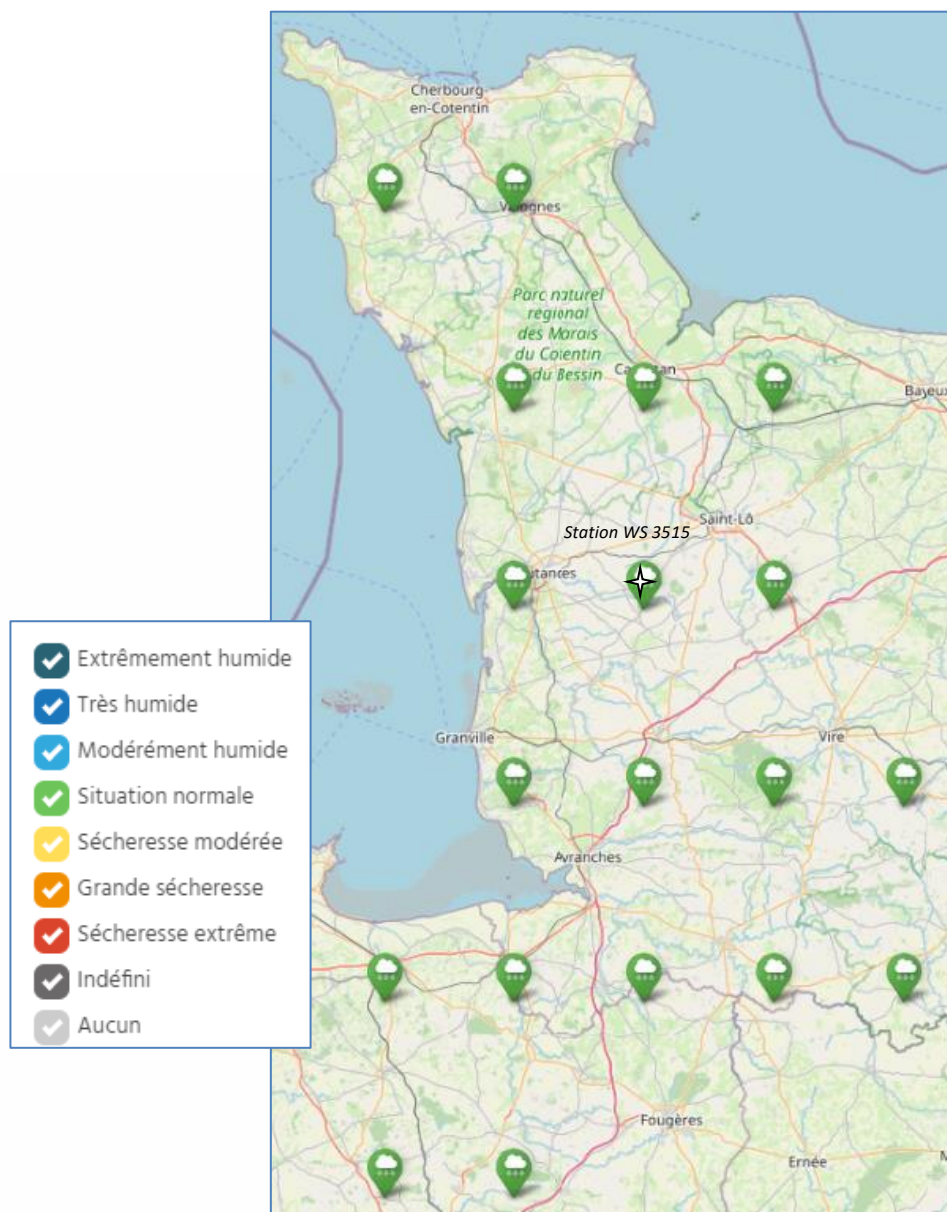 Cherbourg-
en-Cotentin
Valognes
Parc naturel
régional
des Marais
du Cotentin
du Bessin
Bayeux
Saint-Lô
Station WS 3515
utances
Extrêmement humide
Très humide
Modérément humide
Situation normale
Sécheresse modérée
Grande sécheresse
Sécheresse extrême
Indéfini
Aucun
Granville
Vire
Avranches
Fougères
Ernée